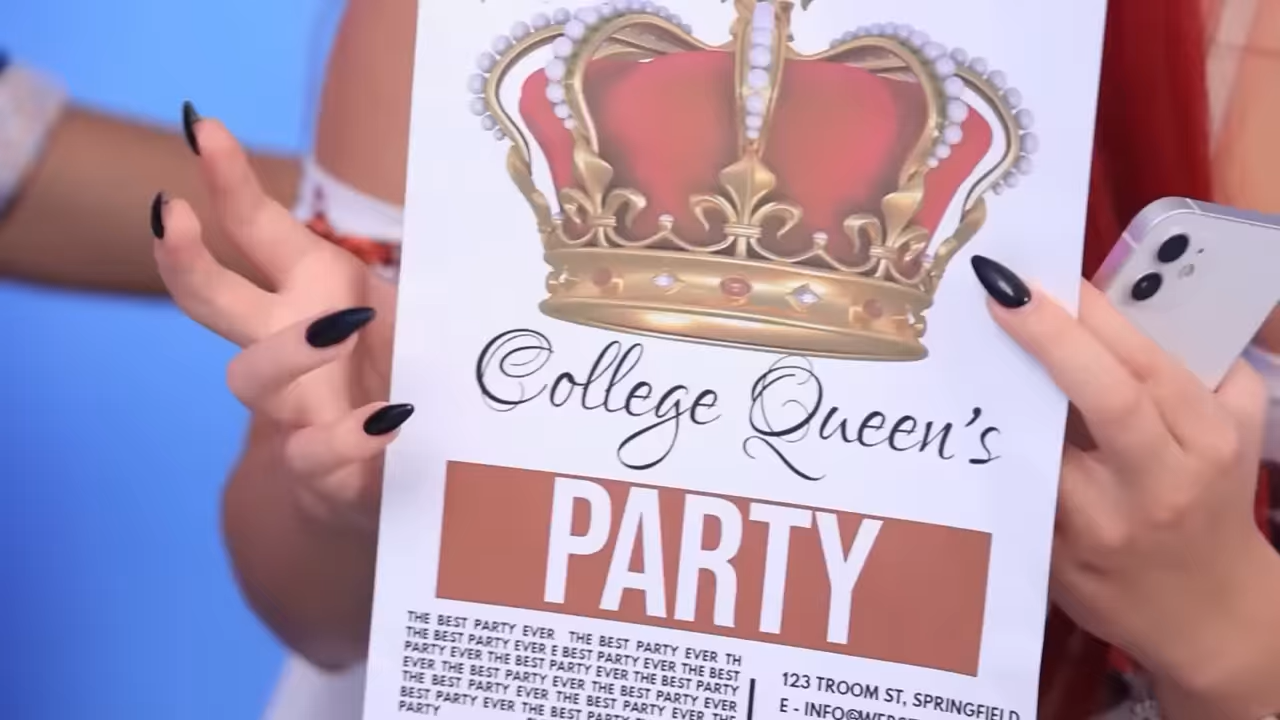 College Queen's
PARTY
THE BEST PARTY EVER THE BEST PARTY EVER TH
THE BEST PARTY EVER E BEST PARTY EVER THE BEST
PARTY EVER THE BEST PARTY EVER THE BEST PARTY
EVER THE BEST PARTY EVER THE BEST PARTY EVER
THE BEST PARTY EVER THE BEST PARTY EVER THE
BEST PARTY EVER THE BEST PARTY EVER THE BEST
PARTY
123 TROOM ST, SPRINGFIELD
E -